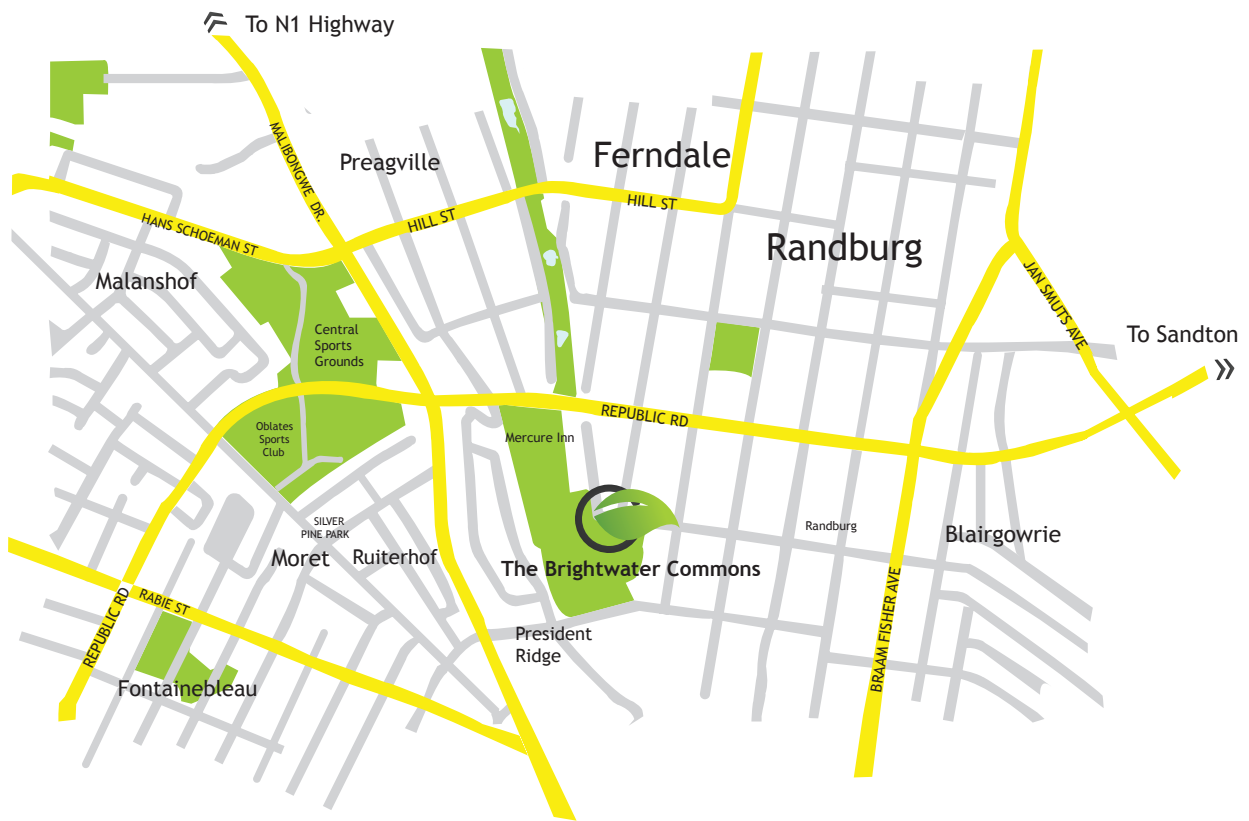 To N1 Highway
MALIBONGWE DR.
Preagville
Ferndale
HILL ST
HILL ST
HANS SCHOEMAN ST
Randburg
Malanshof
JAN SMUTS AVE
Central
Sports
Grounds
To Sandton
REPUBLIC RD
Oblates
Sports
Club
Mercure Inn
SILVER
PINE PARK
Randburg
Moret
Ruiterhof
Blairgowrie
The Brightwater Commons
RABIE ST
REPUBLIC RD
BRAAM FISHER AVE
President
Ridge
Fontainebleau